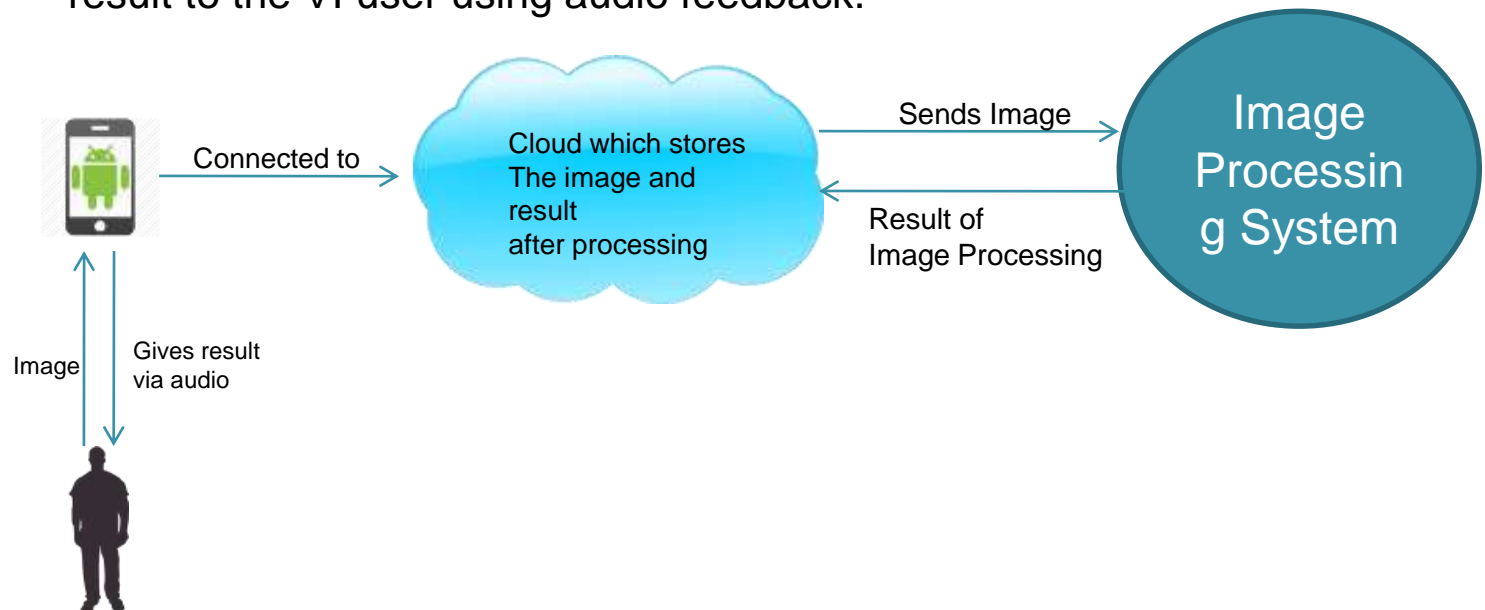 result to the VI user using audio feedback.
Connected to
Cloud which stores
The image and
result
after processing
Sends Image
Result of
Image Processing
Image
Processin
g System
Image
Gives result
via audio